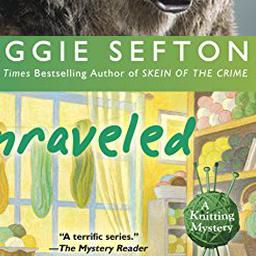 GGIE SEFTON
Times Bestselling Author of SKEIN OF THE CRIME
nraveled
A
Knitting
Mystery
"A terrific series."
—The Mystery Reader